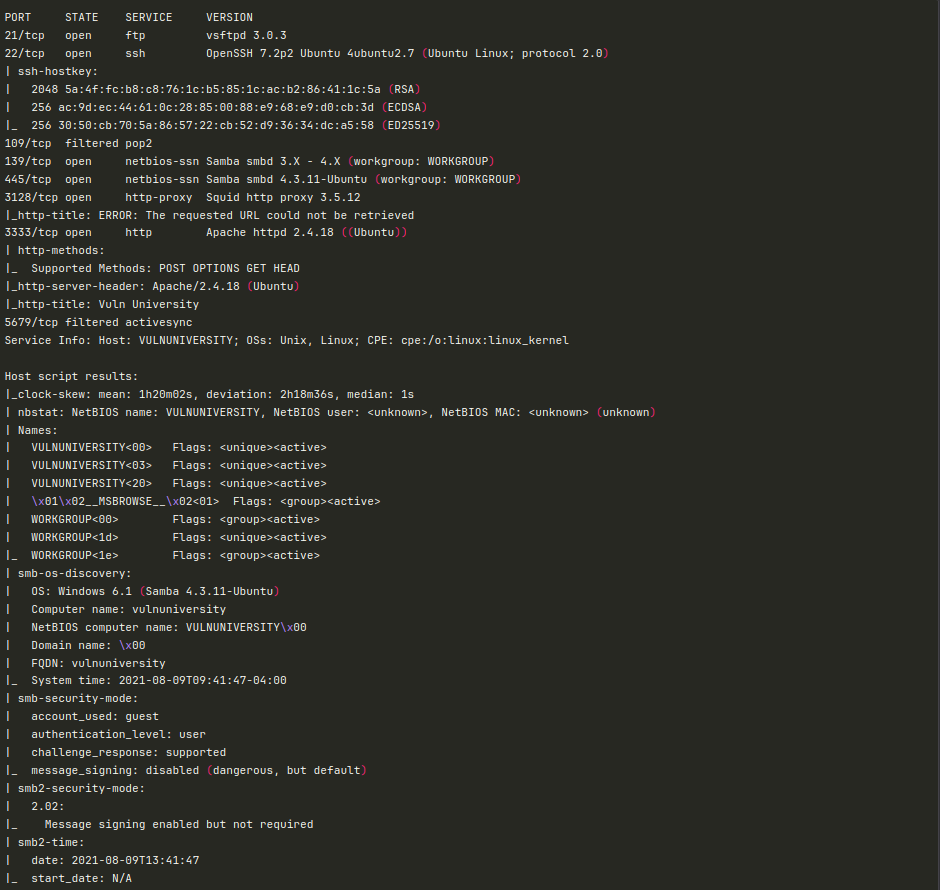 PORT     STATE    SERVICE     VERSION
21/tcp   open     ftp         vsftpd 3.0.3
22/tcp   open     ssh         OpenSSH 7.2p2 Ubuntu 4ubuntu2.7 (Ubuntu Linux; protocol 2.0)
| ssh-hostkey:
|   2048 5a:4f:fc:b8:c8:76:1c:b5:85:1c:ac:b2:86:41:1c:5a (RSA)
|   256 ac:9d:ec:44:61:0c:28:85:00:88:e9:68:e9:d0:cb:3d (ECDSA)
|_  256 30:50:cb:70:5a:86:57:22:cb:52:d9:36:34:dc:a5:58 (ED25519)
109/tcp  filtered pop2
139/tcp  open     netbios-ssn Samba smbd 3.X - 4.X (workgroup: WORKGROUP)
445/tcp  open     netbios-ssn Samba smbd 4.3.11-Ubuntu (workgroup: WORKGROUP)
3128/tcp open     http-proxy  Squid http proxy 3.5.12
|_http-title: ERROR: The requested URL could not be retrieved
3333/tcp open     http        Apache httpd 2.4.18 ((Ubuntu))
| http-methods:
|_  Supported Methods: POST OPTIONS GET HEAD
|_http-server-header: Apache/2.4.18 (Ubuntu)
|_http-title: Vuln University
5679/tcp filtered activesync
Service Info: Host: VULNUNIVERSITY; OSs: Unix, Linux; CPE: cpe:/o:linux:linux_kernel

Host script results:
|_clock-skew: mean: 1h20m02s, deviation: 2h18m36s, median: 1s
| nbstat: NetBIOS name: VULNUNIVERSITY, NetBIOS user: <unknown>, NetBIOS MAC: <unknown> (unknown)
| Names:
|   VULNUNIVERSITY<00>   Flags: <unique><active>
|   VULNUNIVERSITY<03>   Flags: <unique><active>
|   VULNUNIVERSITY<20>   Flags: <unique><active>
|   \x01\x02__MSBROWSE__\x02<01>  Flags: <group><active>
|   WORKGROUP<00>        Flags: <group><active>
|   WORKGROUP<1d>        Flags: <unique><active>
|_  WORKGROUP<1e>        Flags: <group><active>
| smb-os-discovery:
|   OS: Windows 6.1 (Samba 4.3.11-Ubuntu)
|   Computer name: vulnuniversity
|   NetBIOS computer name: VULNUNIVERSITY\x00
|   Domain name: \x00
|   FQDN: vulnuniversity
|_  System time: 2021-08-09T09:41:47-04:00
| smb-security-mode:
|   account_used: guest
|   authentication_level: user
|   challenge_response: supported
|_  message_signing: disabled (dangerous, but default)
| smb2-security-mode:
|   2.02:
|_    Message signing enabled but not required
| smb2-time:
|   date: 2021-08-09T13:41:47
|_  start_date: N/A